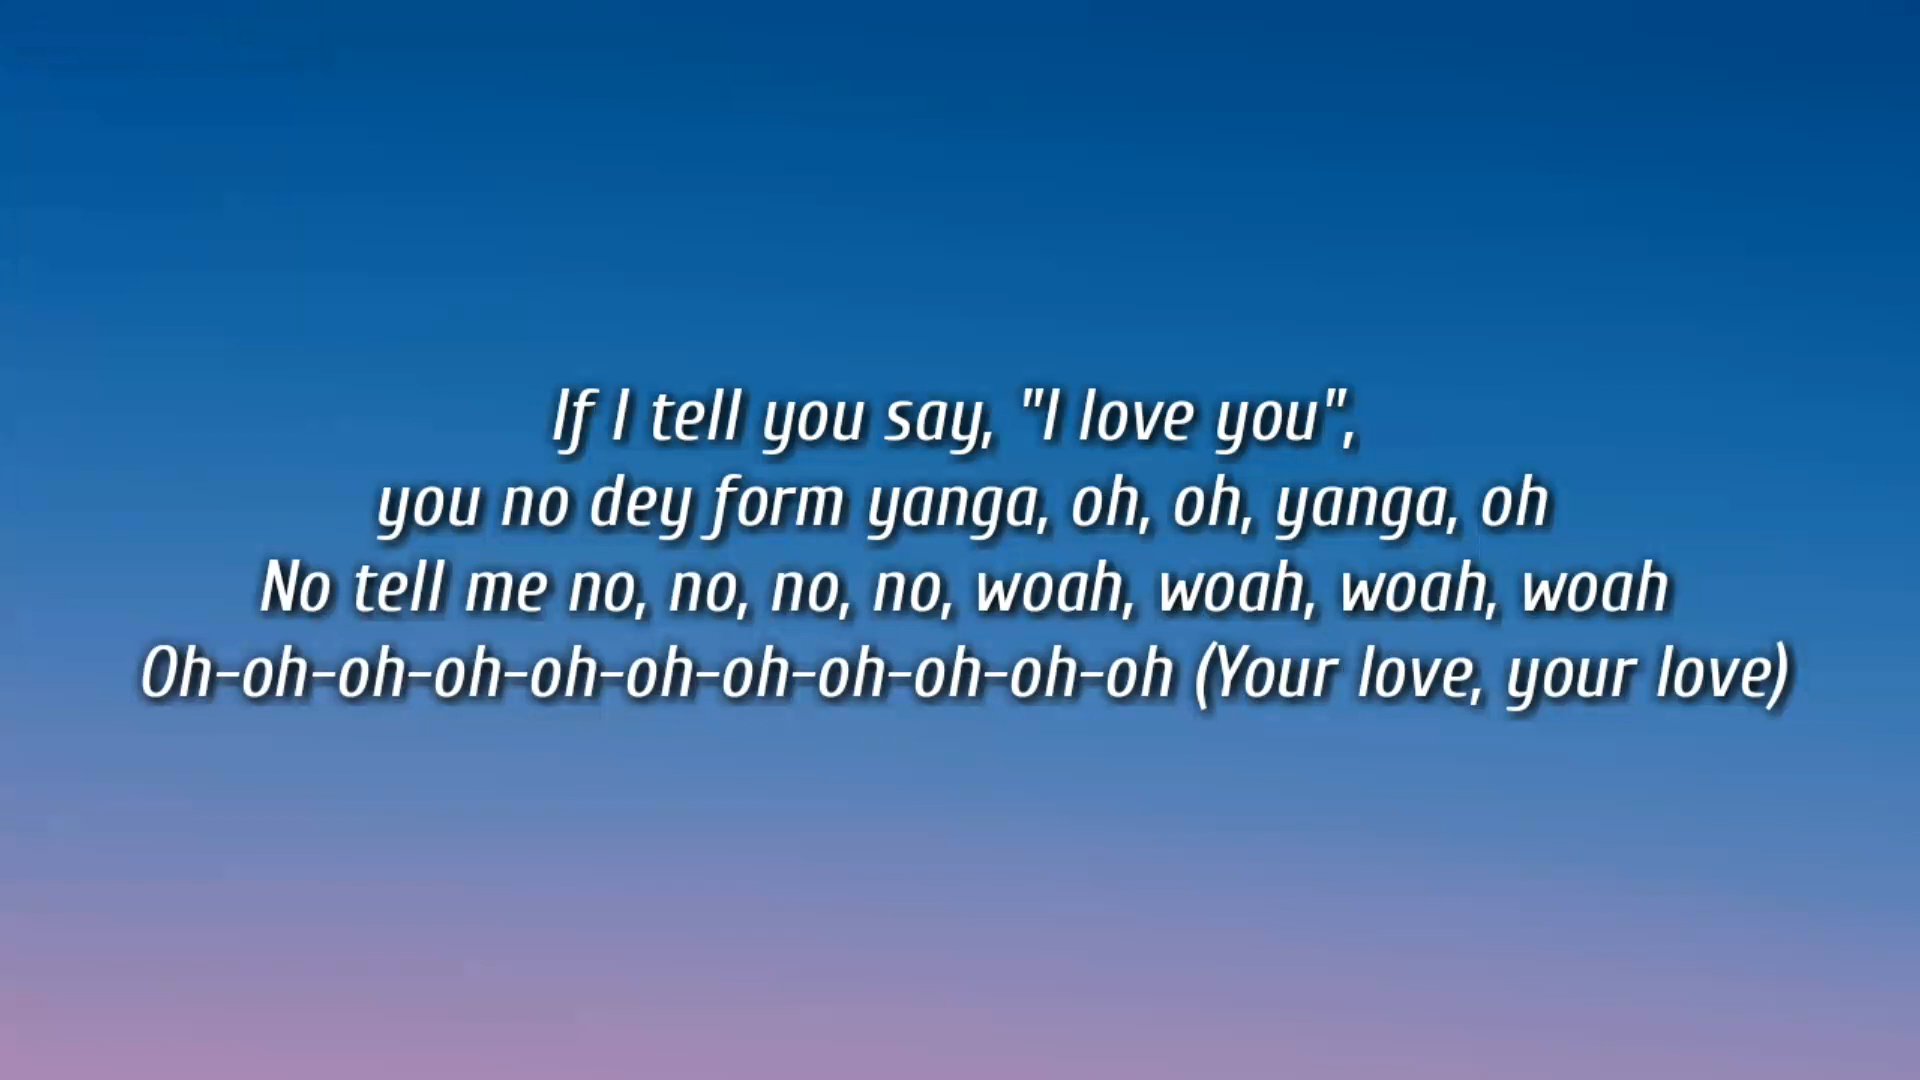 If I tell you say, "I love you",
you no dey form yanga, oh, oh, yanga, oh
No tell me no, no, no, no, woah, woah, woah, woah
Oh-oh-oh-oh-oh-oh-oh-oh-oh-oh-oh (Your love, your love)